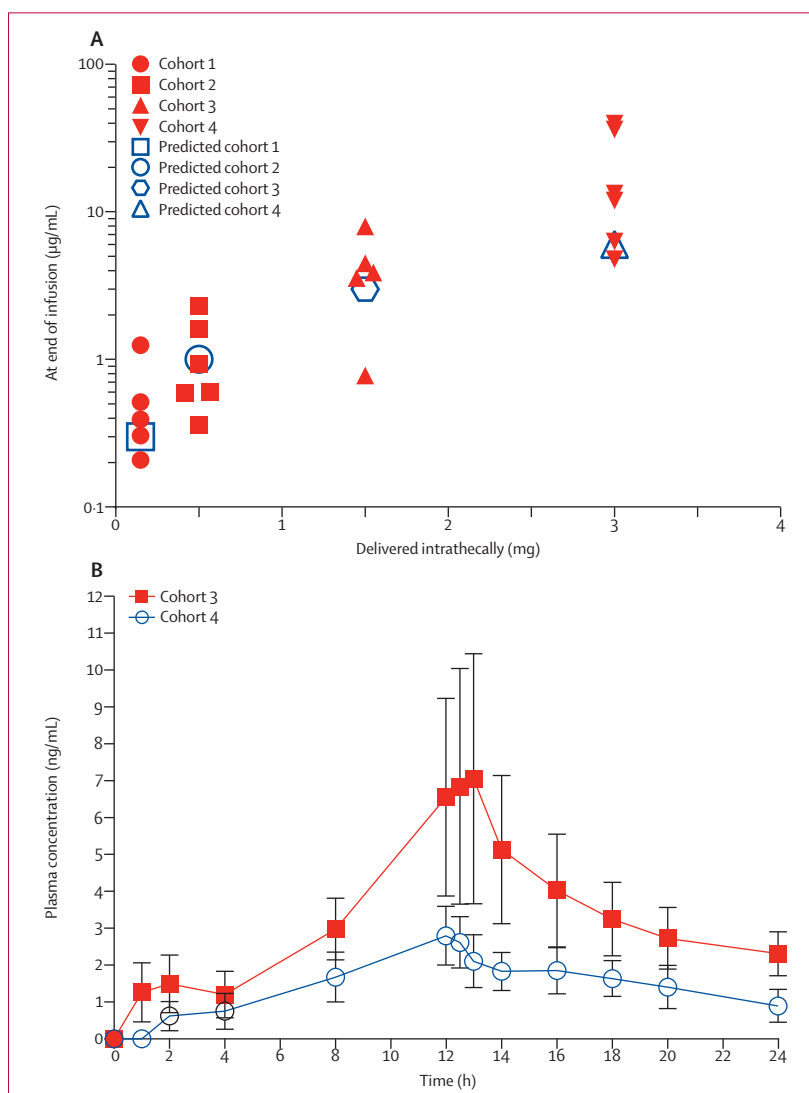 A
Cohort 1
Cohort 2
Cohort 3
Cohort 4
Predicted cohort 1
Predicted cohort 2
Predicted cohort 3
Predicted cohort 4
100
10
1
0·1
At end of infusion (µg/mL)
0 1 2 3 4
Delivered intrathecally (mg)
B
Cohort 3
Cohort 4
12
11
10
9
8
7
6
5
4
3
2
1
0
Plasma concentration (ng/mL)
0 2 4 6 8 10 12 14 16 18 20 22 24
Time (h)